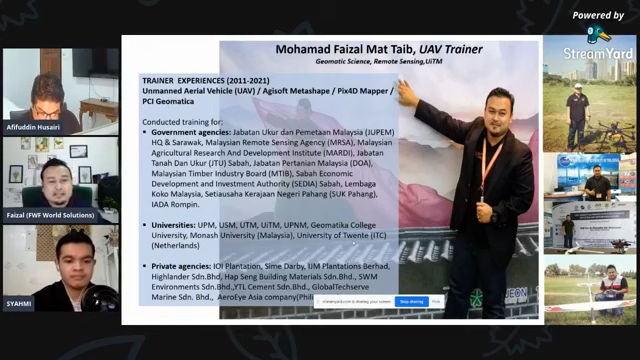 Powered by
StreamYard
Mohamad Faizal Mat Taib, UAV Trainer
Geomatic Science, Remote Sensing,UiTM
TRAINER EXPERIENCES (2011-2021)
Unmanned Aerial Vehicle (UAV) / Agisoft Metashape / Pix4D Mapper /
PCI Geomatica
Conducted training for:
Government agencies: Jabatan Ukur dan Pemetaan Malaysia (JUPEM)
HQ & Sarawak, Malaysian Remote Sensing Agency (MRSA), Malaysian
Agricultural Research And Development Institute (MARDI), Jabatan
Tanah Dan Ukur (JTU) Sabah, Jabatan Pertanian Malaysia (DOA),
Malaysian Timber Industry Board (MTIB), Sabah Economic
Development and Investment Authority (SEDIA) Sabah, Lembaga
Koko Malaysia, Setiausaha Kerajaan Negeri Pahang (SUK Pahang),
IADA Rompin.
Universities: UPM, USM, UTM, UiTM, UPNM, Geomatika College
University, Monash University (Malaysia), University of Twente (ITC)
(Netherlands)
Private agencies: IOI Plantation, Sime Darby, IJM Plantations Berhad,
Highlander Sdn.Bhd, Hap Seng Building Materials Sdn.Bhd., SWM
Environments Sdn.Bhd.,YTL Cement Sdn.Bhd., GlobalTechserve
Marine Sdn. Bhd., AeroEye Asia company(Phili
streamyard.com is sharing your screen.
Stop sharing
Hide
Afifuddin Husairi
Faizal (FWF World Solutions)
SYAHMI